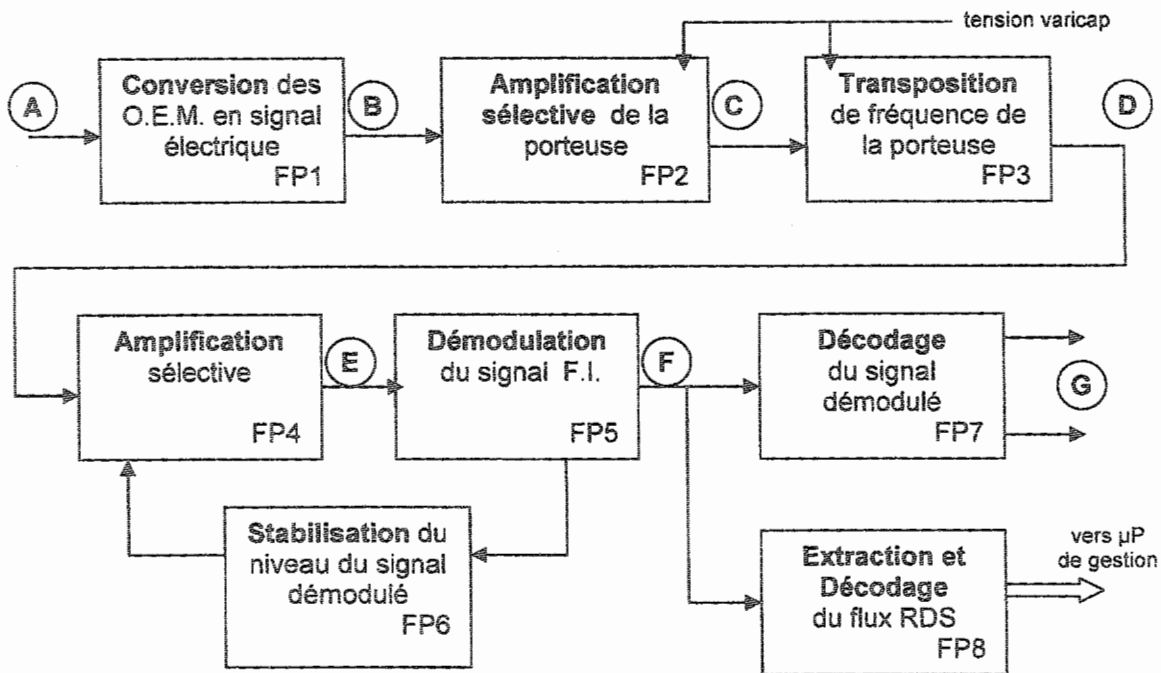 tension varicap
A
Conversion des
O.E.M. en signal
électrique
FP1
B
Amplification
sélective de la
porteuse
FP2
C
Transposition
de fréquence de
la porteuse
FP3
D
Amplification
sélective
FP4
E
Démodulation
du signal F.I.
FP5
F
Décodage
du signal
démodulé
FP7
G
Stabilisation du
niveau du signal
démodulé
FP6
Extraction et
Décodage
du flux RDS
FP8
vers µP
de gestion